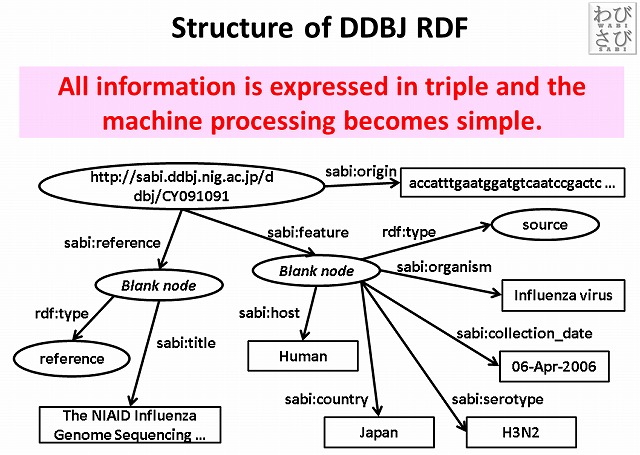 Structure of DDBJ RDF
わび
WABI
さび
SABI
All information is expressed in triple and the
machine processing becomes simple.
http://sabi.ddbj.nig.ac.jp/d
dbj/CY091091
sabi:origin
accatttgaatggatgtcaatccgactc ...
sabi:reference
sabi:feature
rdf:type
source
Blank node
Blank node
sabi:organism
Influenza virus
rdf:type
sabi:title
sabi:host
sabi:collection_date
reference
Human
06-Apr-2006
sabi:country
sabi:serotype
The NIAID Influenza
Genome Sequencing ...
Japan
H3N2